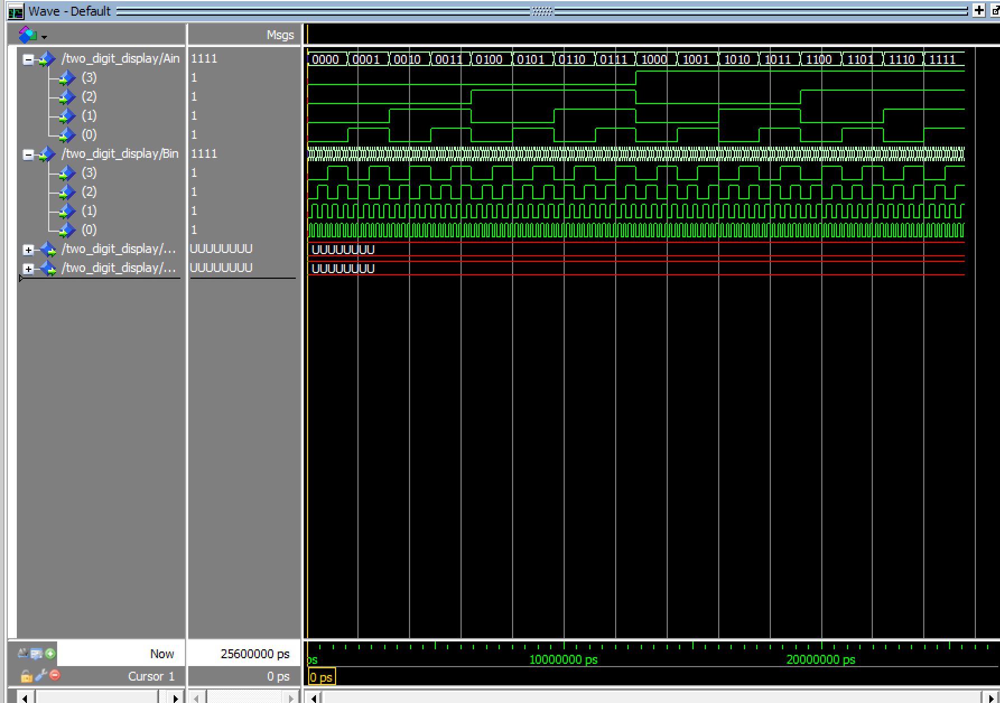 Wave - Default
Msgs
/two_digit_display/Ain 1111 0000 0001 0010 0011 0100 0101 0110 0111 1000 1001 1010 1011 1100 1101 1110 1111
(3) 1
(2) 1
(1) 1
(0) 1
/two_digit_display/Bin 1111
(3) 1
(2) 1
(1) 1
(0) 1
/two_digit_display/... UUUUUUUU UUUUUUUU
/two_digit_display/... UUUUUUUU UUUUUUUU
Now 25600000 ps ps 10000000 ps 20000000 ps
Cursor 1 0 ps 0 ps